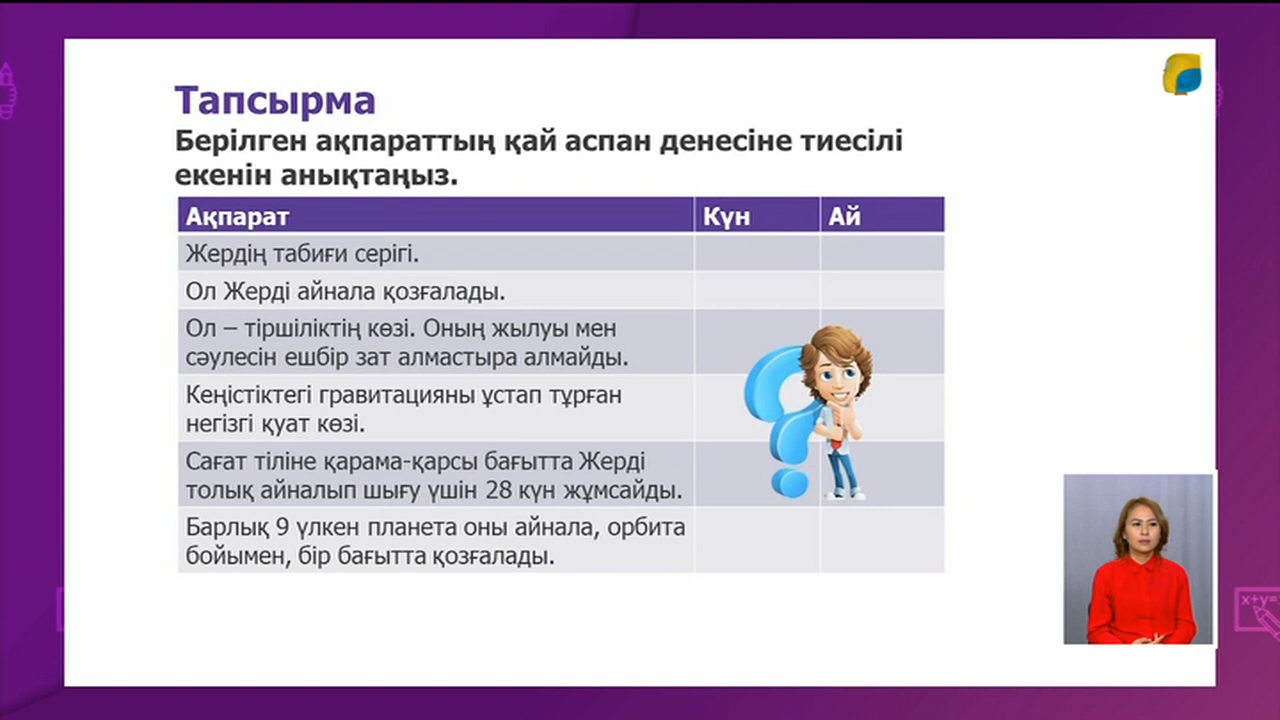 Тапсырма
Берілген ақпараттың қай аспан денесіне тиесілі
екенін анықтаңыз.
Ақпарат Күн Ай
Жердің табиғи серігі.
Ол Жерді айнала қозғалады.
Ол – тіршіліктің көзі. Оның жылуы мен
сәулесін ешбір зат алмастыра алмайды.
Кеңістіктегі гравитацияны ұстап тұрған
негізгі қуат көзі.
Сағат тіліне қарама-қарсы бағытта Жерді
толық айналып шығу үшін 28 күн жұмсайды.
Барлық 9 үлкен планета оны айнала, орбита
бойымен, бір бағытта қозғалады.
x+y=